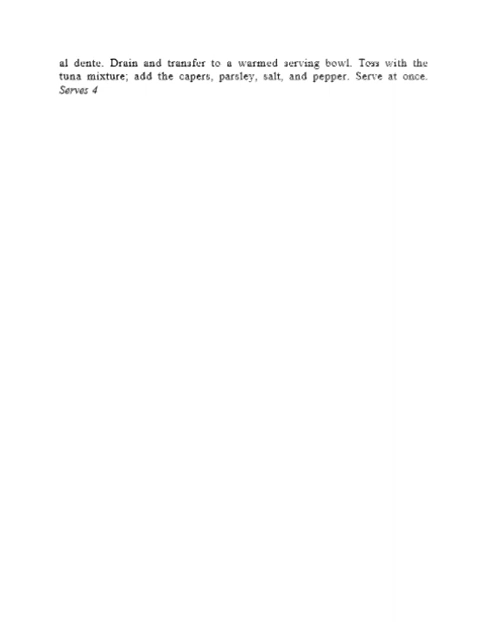 al dente. Drain and transfer to a warmed serving bowl. Toss with the
tuna mixture; add the capers, parsley, salt, and pepper. Serve at once.
Serves 4